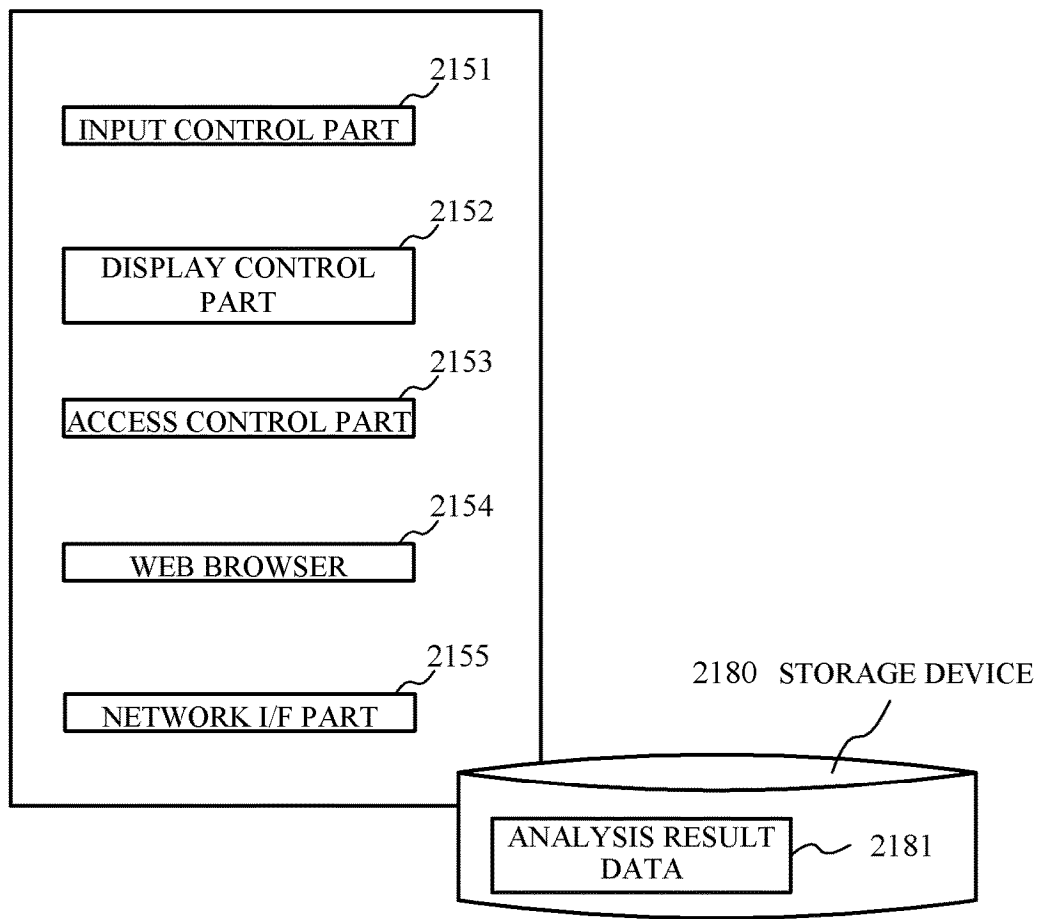 2151
INPUT CONTROL PART
2152
DISPLAY CONTROL
PART
2153
ACCESS CONTROL PART
2154
WEB BROWSER
2155
NETWORK I/F PART
2180 STORAGE DEVICE
ANALYSIS RESULT
DATA
2181